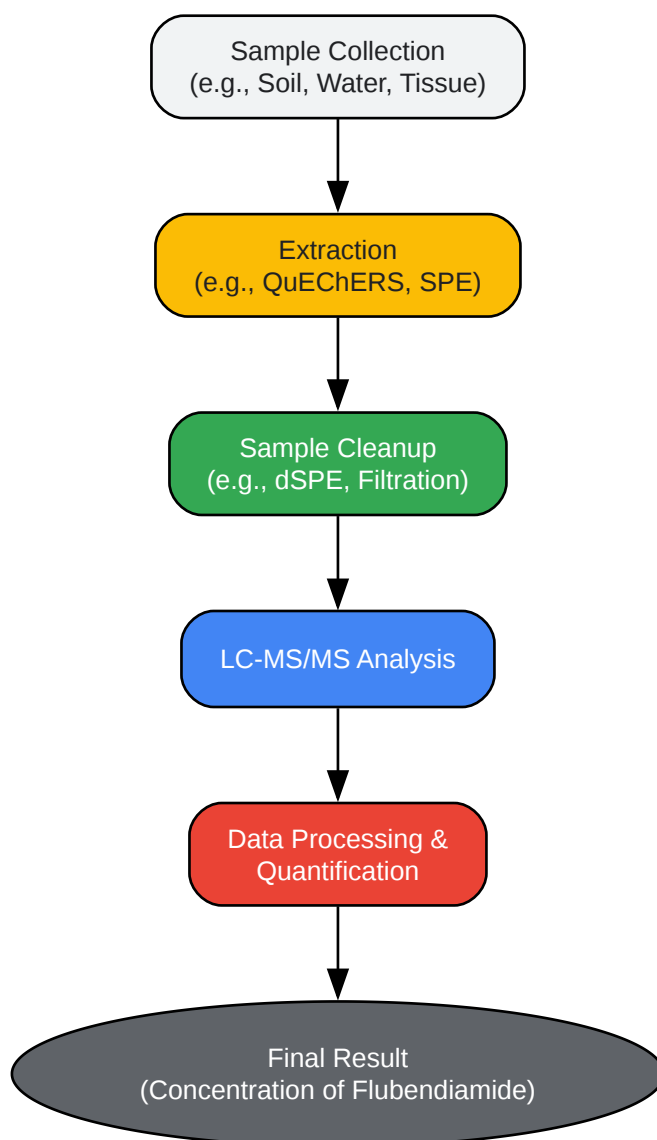 Sample Collection
(e.g., Soil, Water, Tissue)
Extraction
(e.g., QuEChERS, SPE)
Sample Cleanup
(e.g., dSPE, Filtration)
LC-MS/MS Analysis
Data Processing &
Quantification
Final Result
(Concentration of Flubendiamide)